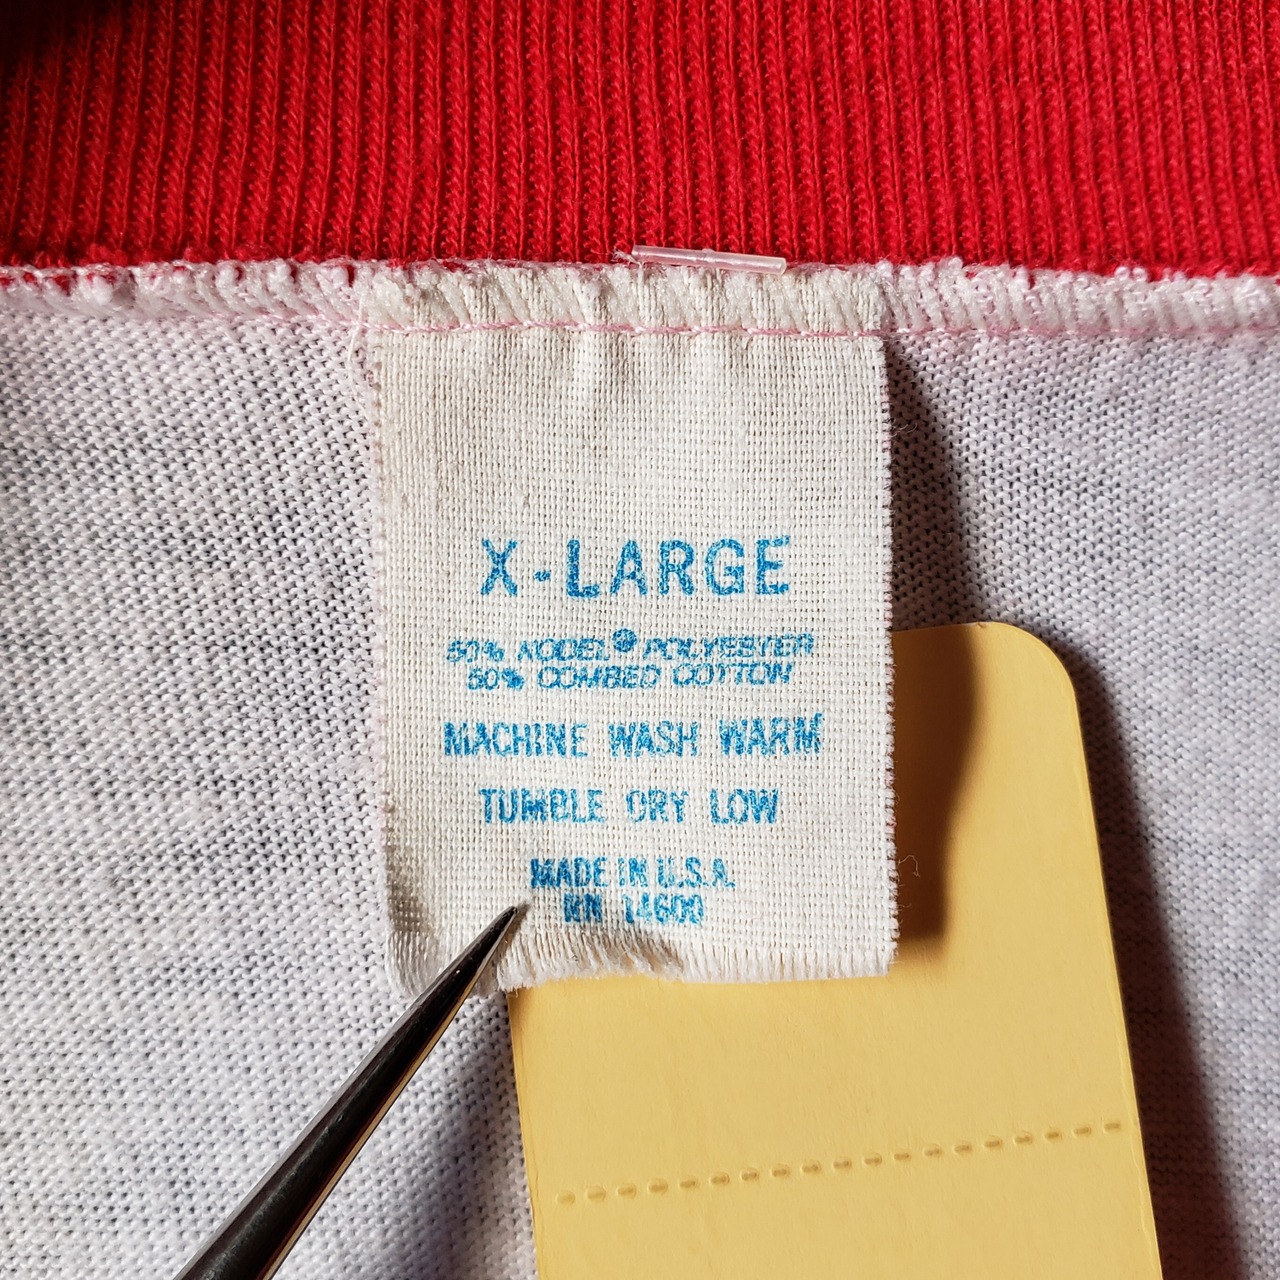 X-LARGE
50% KODEL® POLYESTER
50% COMBED COTTON
MACHINE WASH WARM
TUMBLE DRY LOW
MADE IN U.S.A.
RN 14600